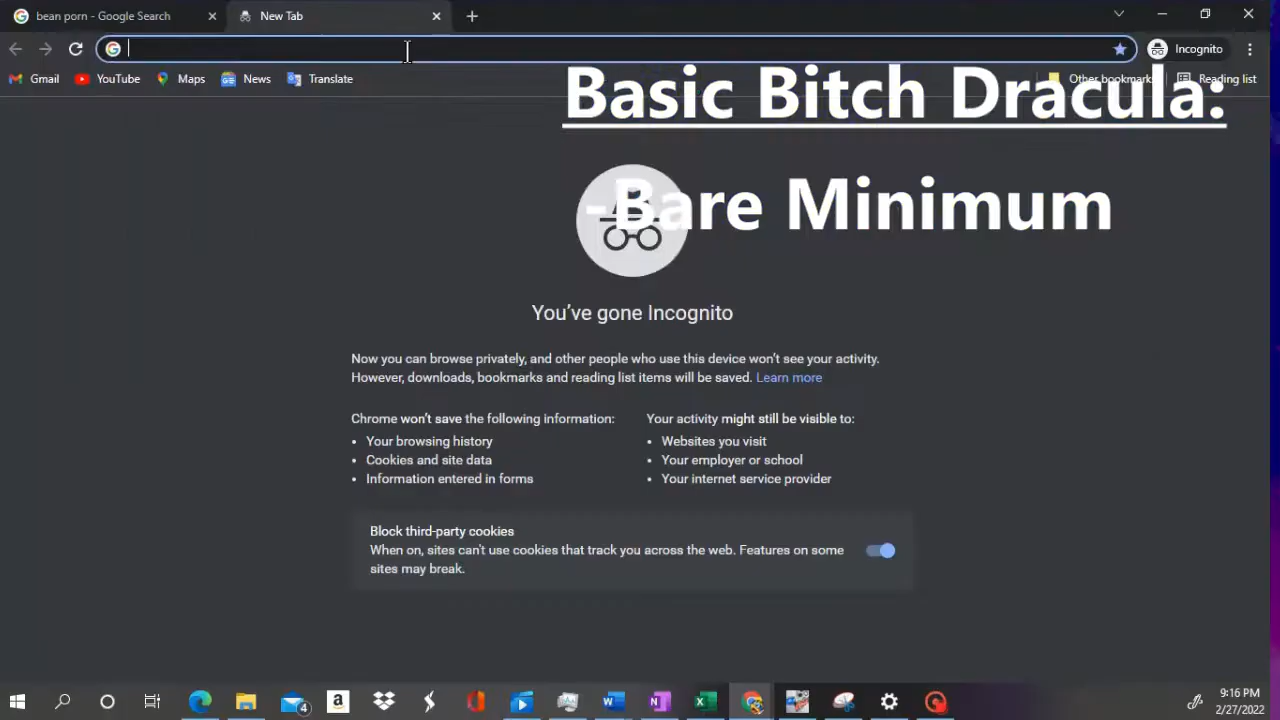 bean porn - Google Search
New Tab
Incognito
Gmail
YouTube
Maps
News
Translate
Other bookmarks
Reading list
Basic Bitch Dracula:
-Bare Minimum
You've gone Incognito
Now you can browse privately, and other people who use this device won't see your activity.
However, downloads, bookmarks and reading list items will be saved. Learn more
Chrome won't save the following information:
Your browsing history
Cookies and site data
Information entered in forms
Your activity might still be visible to:
Websites you visit
Your employer or school
Your internet service provider
Block third-party cookies
When on, sites can't use cookies that track you across the web. Features on some
sites may break.
4
9:16 PM
2/27/2022